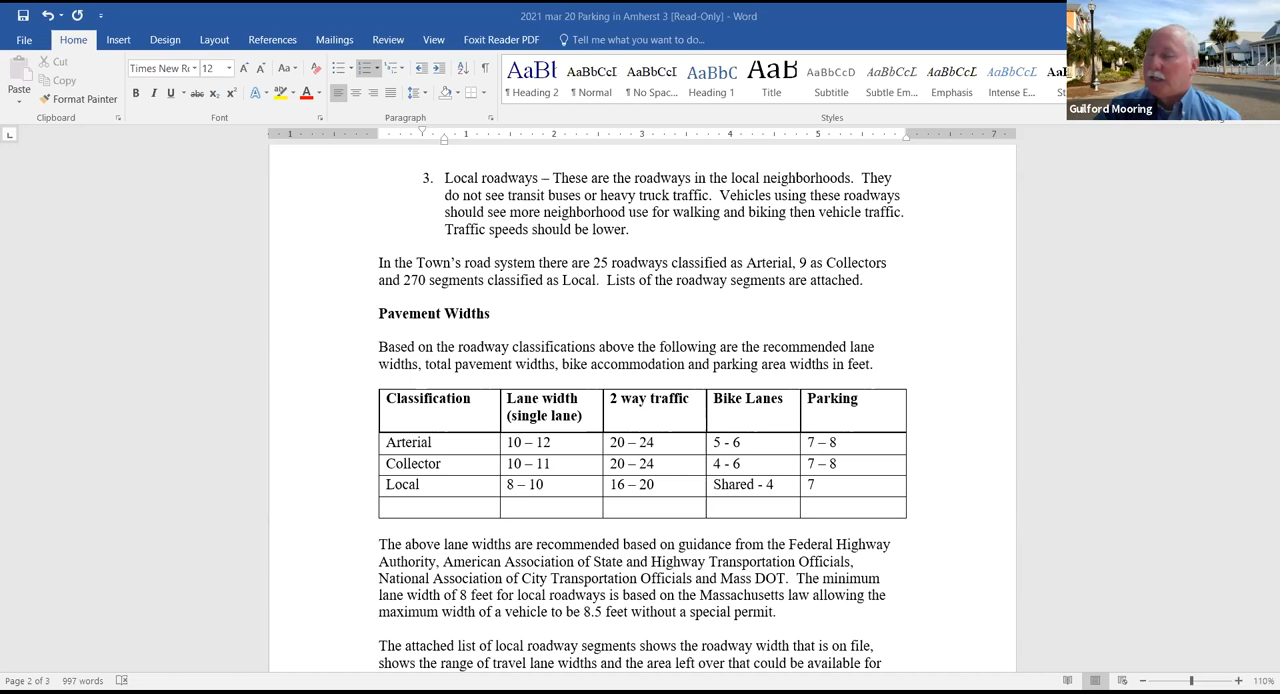 2021 mar 20 Parking in Amherst 3 [Read-Only] - Word
File Home Insert Design Layout References Mailings Review View Foxit Reader PDF Tell me what you want to do...
Paste
Cut
Copy
Format Painter
Clipboard
Times New Ro 12
Font
Paragraph
AaBb AaBbCcI AaBbCcI AaBbC AaB AaBbCcD AaBbCcL AaBbCcL AaBbCcL
¶ Heading 2 ¶ Normal ¶ No Spac... Heading 1 Title Subtitle Subtle Em... Emphasis Intense E...
Styles
Guilford Mooring
1 1 2 3 4 5 7
3. Local roadways – These are the roadways in the local neighborhoods. They
do not see transit buses or heavy truck traffic. Vehicles using these roadways
should see more neighborhood use for walking and biking then vehicle traffic.
Traffic speeds should be lower.
In the Town's road system there are 25 roadways classified as Arterial, 9 as Collectors
and 270 segments classified as Local. Lists of the roadway segments are attached.
Pavement Widths
Based on the roadway classifications above the following are the recommended lane
widths, total pavement widths, bike accommodation and parking area widths in feet.
Classification Lane width 2 way traffic Bike Lanes Parking
(single lane)
Arterial 10 – 12 20 – 24 5 - 6 7 – 8
Collector 10 – 11 20 – 24 4 - 6 7 – 8
Local 8 – 10 16 – 20 Shared - 4 7
The above lane widths are recommended based on guidance from the Federal Highway
Authority, American Association of State and Highway Transportation Officials,
National Association of City Transportation Officials and Mass DOT. The minimum
lane width of 8 feet for local roadways is based on the Massachusetts law allowing the
maximum width of a vehicle to be 8.5 feet without a special permit.
The attached list of local roadway segments shows the roadway width that is on file,
shows the range of travel lane widths and the area left over that could be available for
Page 2 of 3 997 words 110%